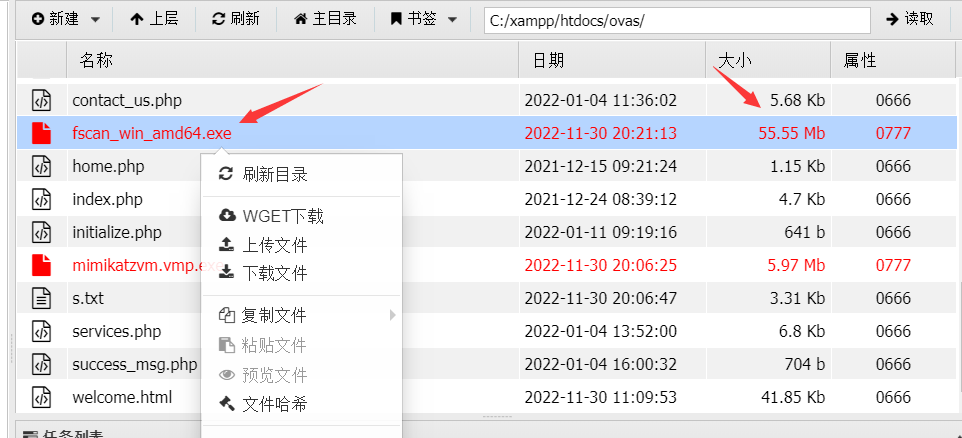 新建 上层 刷新 主目录 书签 C:/xampp/htdocs/ovas/ 读取
名称 日期 大小 属性
contact_us.php 2022-01-04 11:36:02 5.68 Kb 0666
fscan_win_amd64.exe 2022-11-30 20:21:13 55.55 Mb 0777
home.php 2021-12-15 09:21:24 1.15 Kb 0666
index.php 2021-12-24 08:39:12 4.7 Kb 0666
initialize.php 2022-01-11 09:19:16 641 b 0666
mimikatzvm.vmp.exe 2022-11-30 20:06:25 5.97 Mb 0777
s.txt 2022-11-30 20:06:47 3.31 Kb 0666
services.php 2022-01-04 13:52:00 6.8 Kb 0666
success_msg.php 2022-01-04 16:00:32 704 b 0666
welcome.html 2021-12-24 11:09:53 41.85 Kb 0666
刷新目录
WGET下载
上传文件
下载文件
复制文件
粘贴文件
预览文件
文件哈希
任务列表